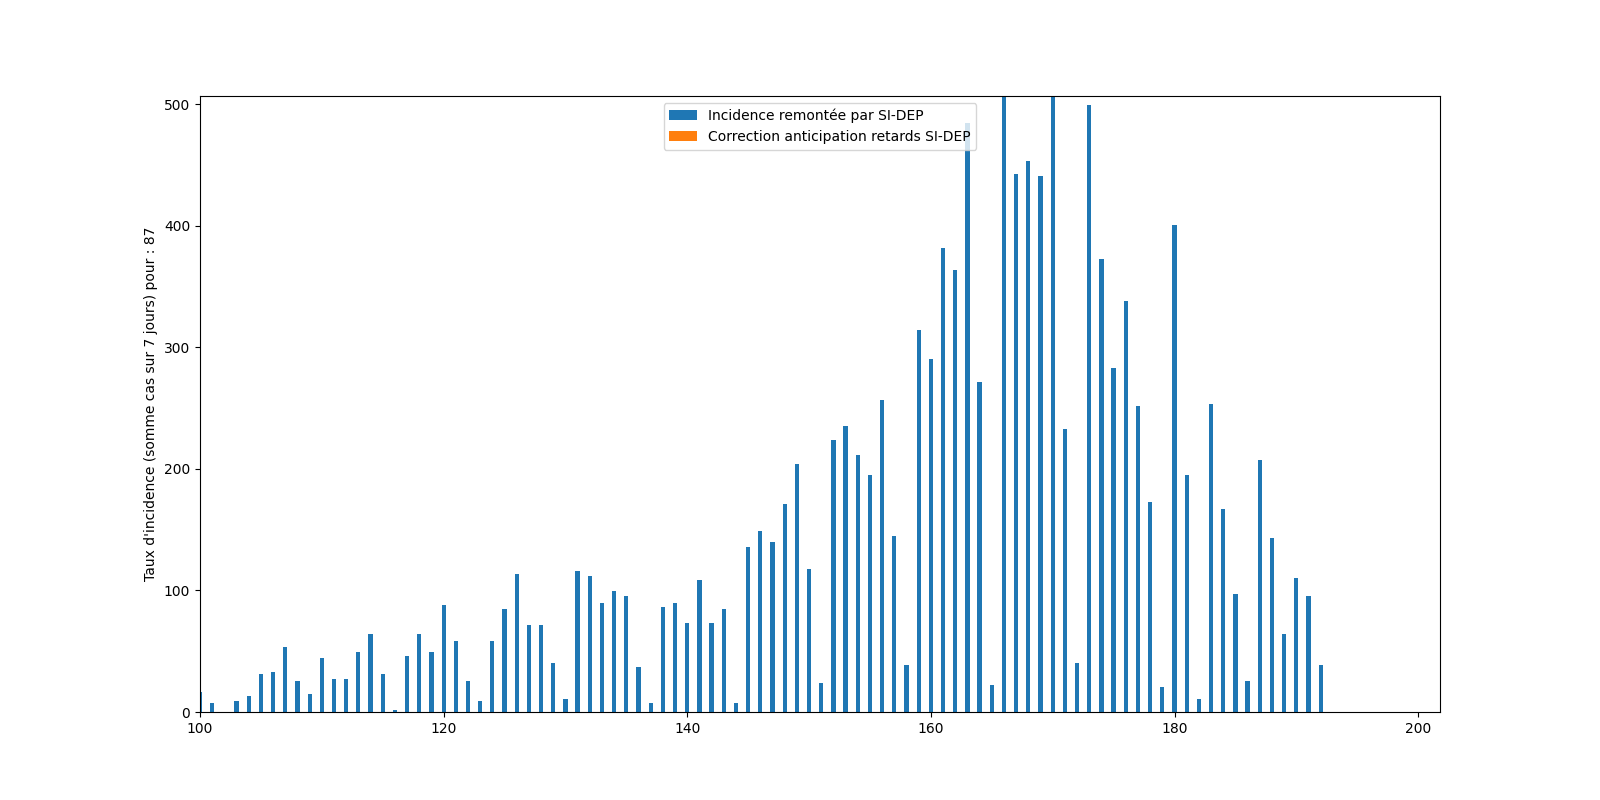 Incidence remontée par SI-DEP
Correction anticipation retards SI-DEP
Taux d'incidence (somme cas sur 7 jours) pour : 87
500
400
300
200
100
0
100 120 140 160 180 200